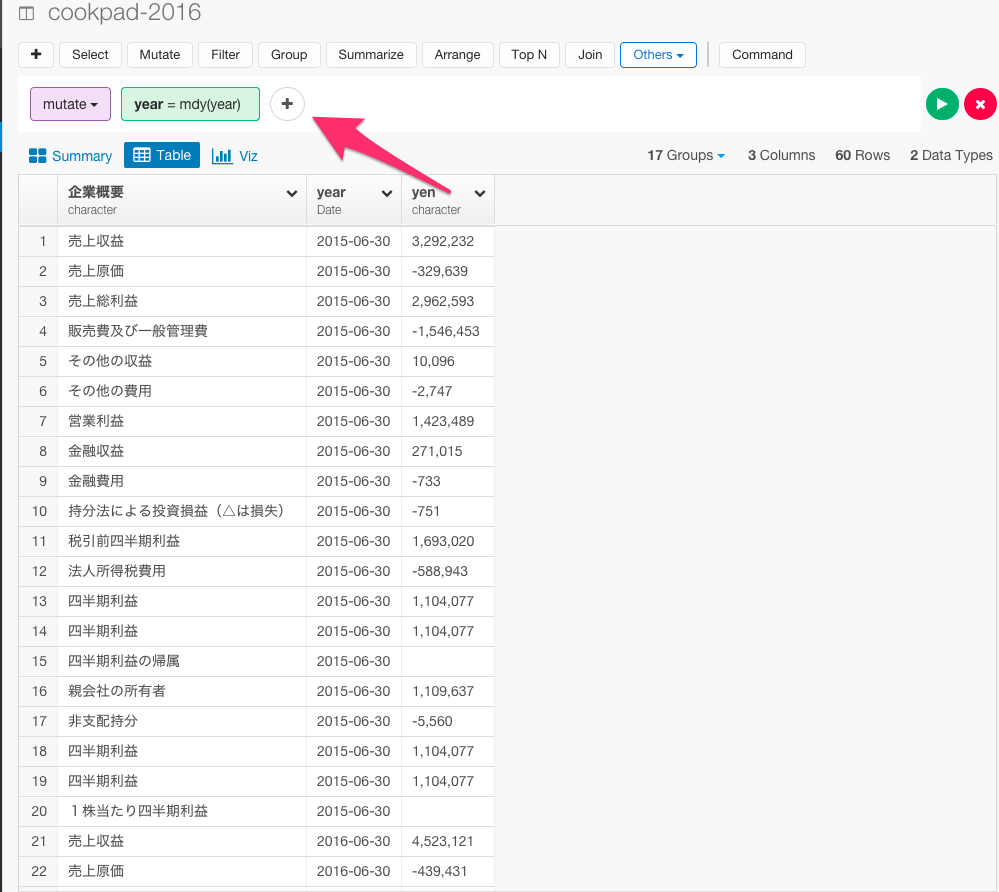 cookpad-2016
+ Select Mutate Filter Group Summarize Arrange Top N Join Others Command
mutate year = mdy(year) +
Summary Table Viz 17 Groups 3 Columns 60 Rows 2 Data Types
企業概要 year yen
character Date character
1 売上収益 2015-06-30 3,292,232
2 売上原価 2015-06-30 -329,639
3 売上総利益 2015-06-30 2,962,593
4 販売費及び一般管理費 2015-06-30 -1,546,453
5 その他の収益 2015-06-30 10,096
6 その他の費用 2015-06-30 -2,747
7 営業利益 2015-06-30 1,423,489
8 金融収益 2015-06-30 271,015
9 金融費用 2015-06-30 -733
10 持分法による投資損益（△は損失） 2015-06-30 -751
11 税引前四半期利益 2015-06-30 1,693,020
12 法人所得税費用 2015-06-30 -588,943
13 四半期利益 2015-06-30 1,104,077
14 四半期利益 2015-06-30 1,104,077
15 四半期利益の帰属 2015-06-30
16 親会社の所有者 2015-06-30 1,109,637
17 非支配持分 2015-06-30 -5,560
18 四半期利益 2015-06-30 1,104,077
19 四半期利益 2015-06-30 1,104,077
20 １株当たり四半期利益 2015-06-30
21 売上収益 2016-06-30 4,523,121
22 売上原価 2016-06-30 -439,431